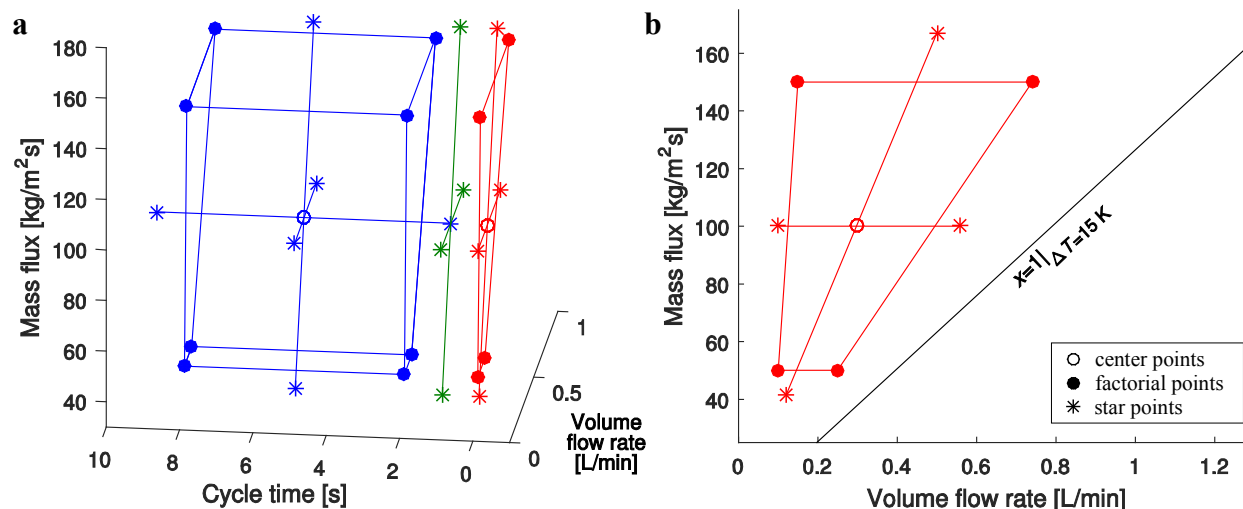 a
180
160
140
120
100
80
60
40
Mass flux [kg/m²s]
10
8
6
4
2
0
Cycle time [s]
0
0.5
1
Volume
flow rate
[L/min]
b
160
140
120
100
80
60
40
Mass flux [kg/m²s]
x=1|ΔT=15 K
center points
factorial points
star points
0
0.2
0.4
0.6
0.8
1
1.2
Volume flow rate [L/min]